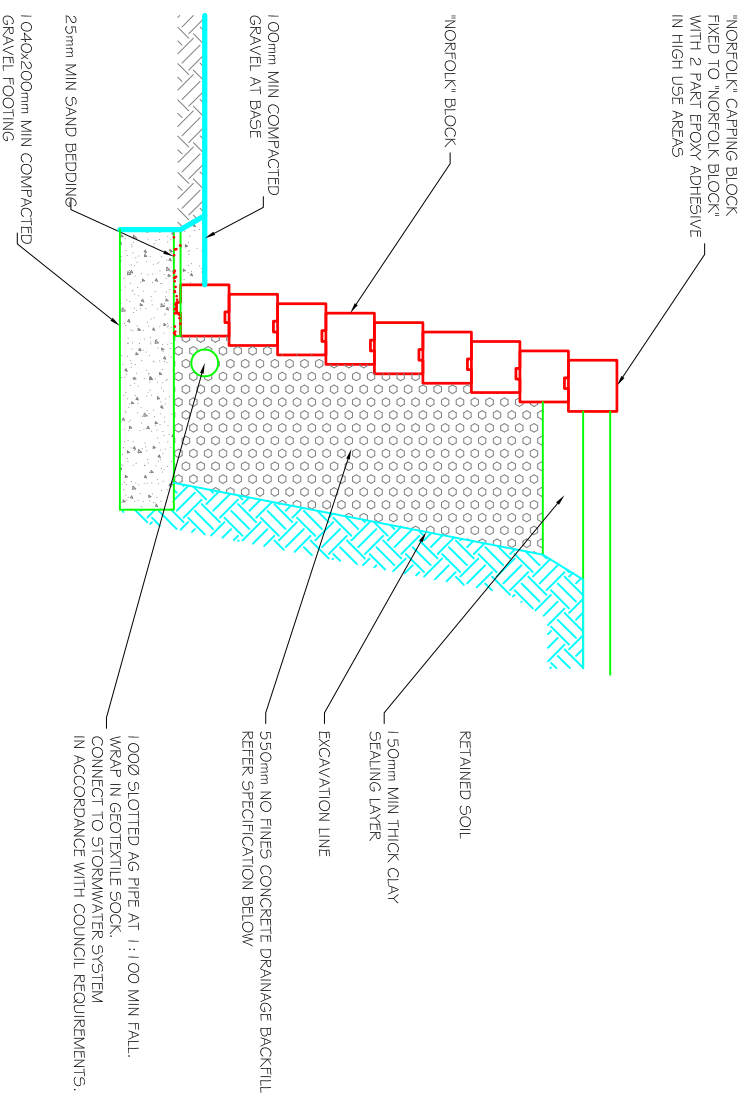 "NORFOLK" CAPPING BLOCK
FIXED TO "NORFOLK BLOCK"
WITH 2 PART EPOXY ADHESIVE
IN HIGH USE AREAS
"NORFOLK" BLOCK
100mm MIN COMPACTED
GRAVEL AT BASE
25mm MIN SAND BEDDING
1040x200mm MIN COMPACTED
GRAVEL FOOTING
RETAINED SOIL
150mm MIN THICK CLAY
SEALING LAYER
EXCAVATION LINE
550mm NO FINES CONCRETE DRAINAGE BACKFILL
REFER SPECIFICATION BELOW
100Ø SLOTTED AG PIPE AT 1:100 MIN FALL.
WRAP IN GEOTEXTILE SOCK.
CONNECT TO STORMWATER SYSTEM
IN ACCORDANCE WITH COUNCIL REQUIREMENTS.